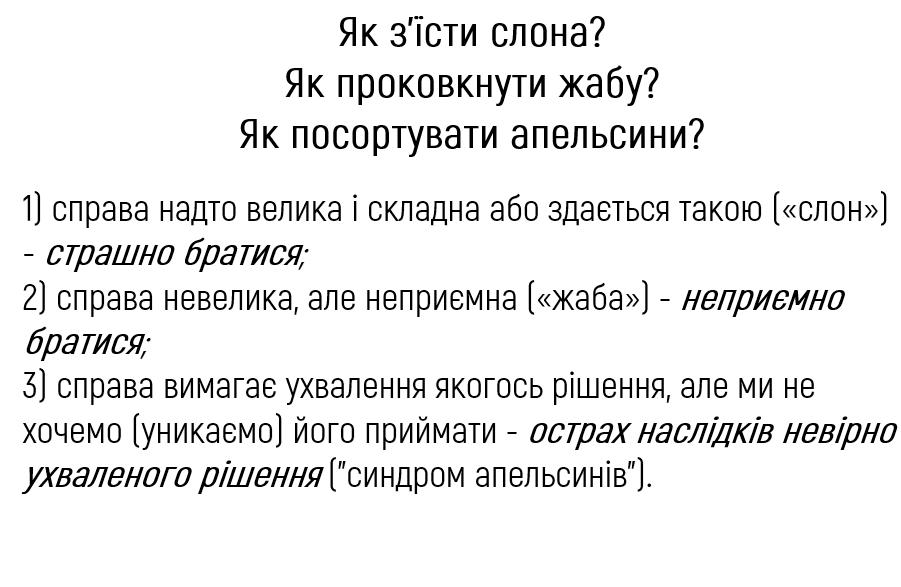 Як з’їсти слона?
Як проковкнути жабу?
Як посортувати апельсини?
1) справа надто велика і складна або здається такою («слон»)
- страшно братися;
2) справа невелика, але неприємна («жаба») - неприємно
братися;
3) справа вимагає ухвалення якогось рішення, але ми не
хочемо (уникаємо) його приймати - острах наслідків невірно
ухваленого рішення ("синдром апельсинів").